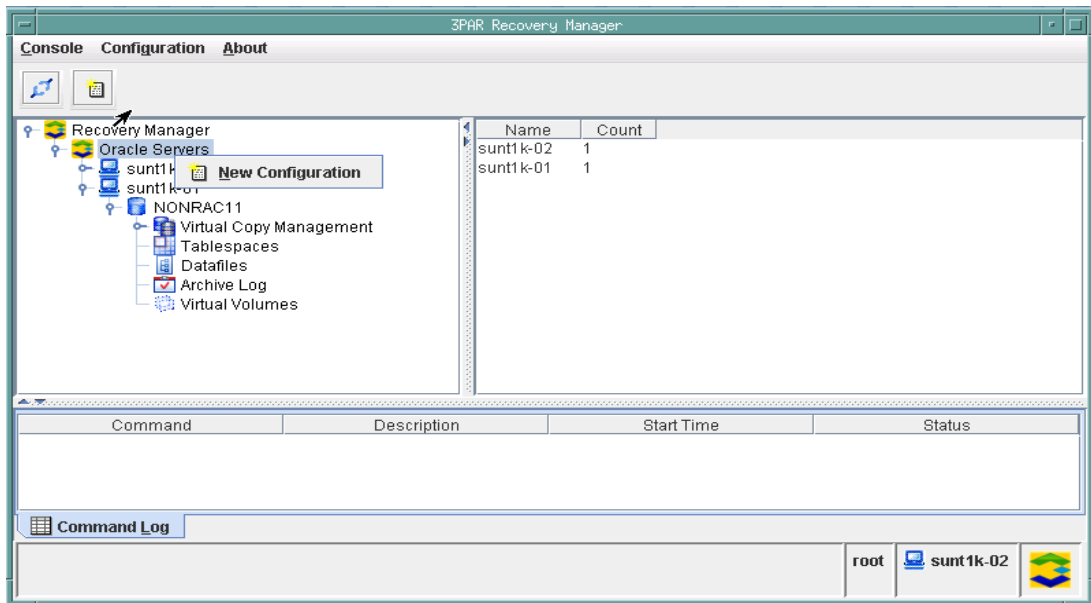 3PAR Recovery Manager
Console Configuration About
Recovery Manager
Oracle Servers
sunt1k-01
NONRAC11
Virtual Copy Management
Tablespaces
Datafiles
Archive Log
Virtual Volumes
New Configuration
Name Count
sunt1k-02 1
sunt1k-01 1
Command Description Start Time Status
Command Log
root sunt1k-02